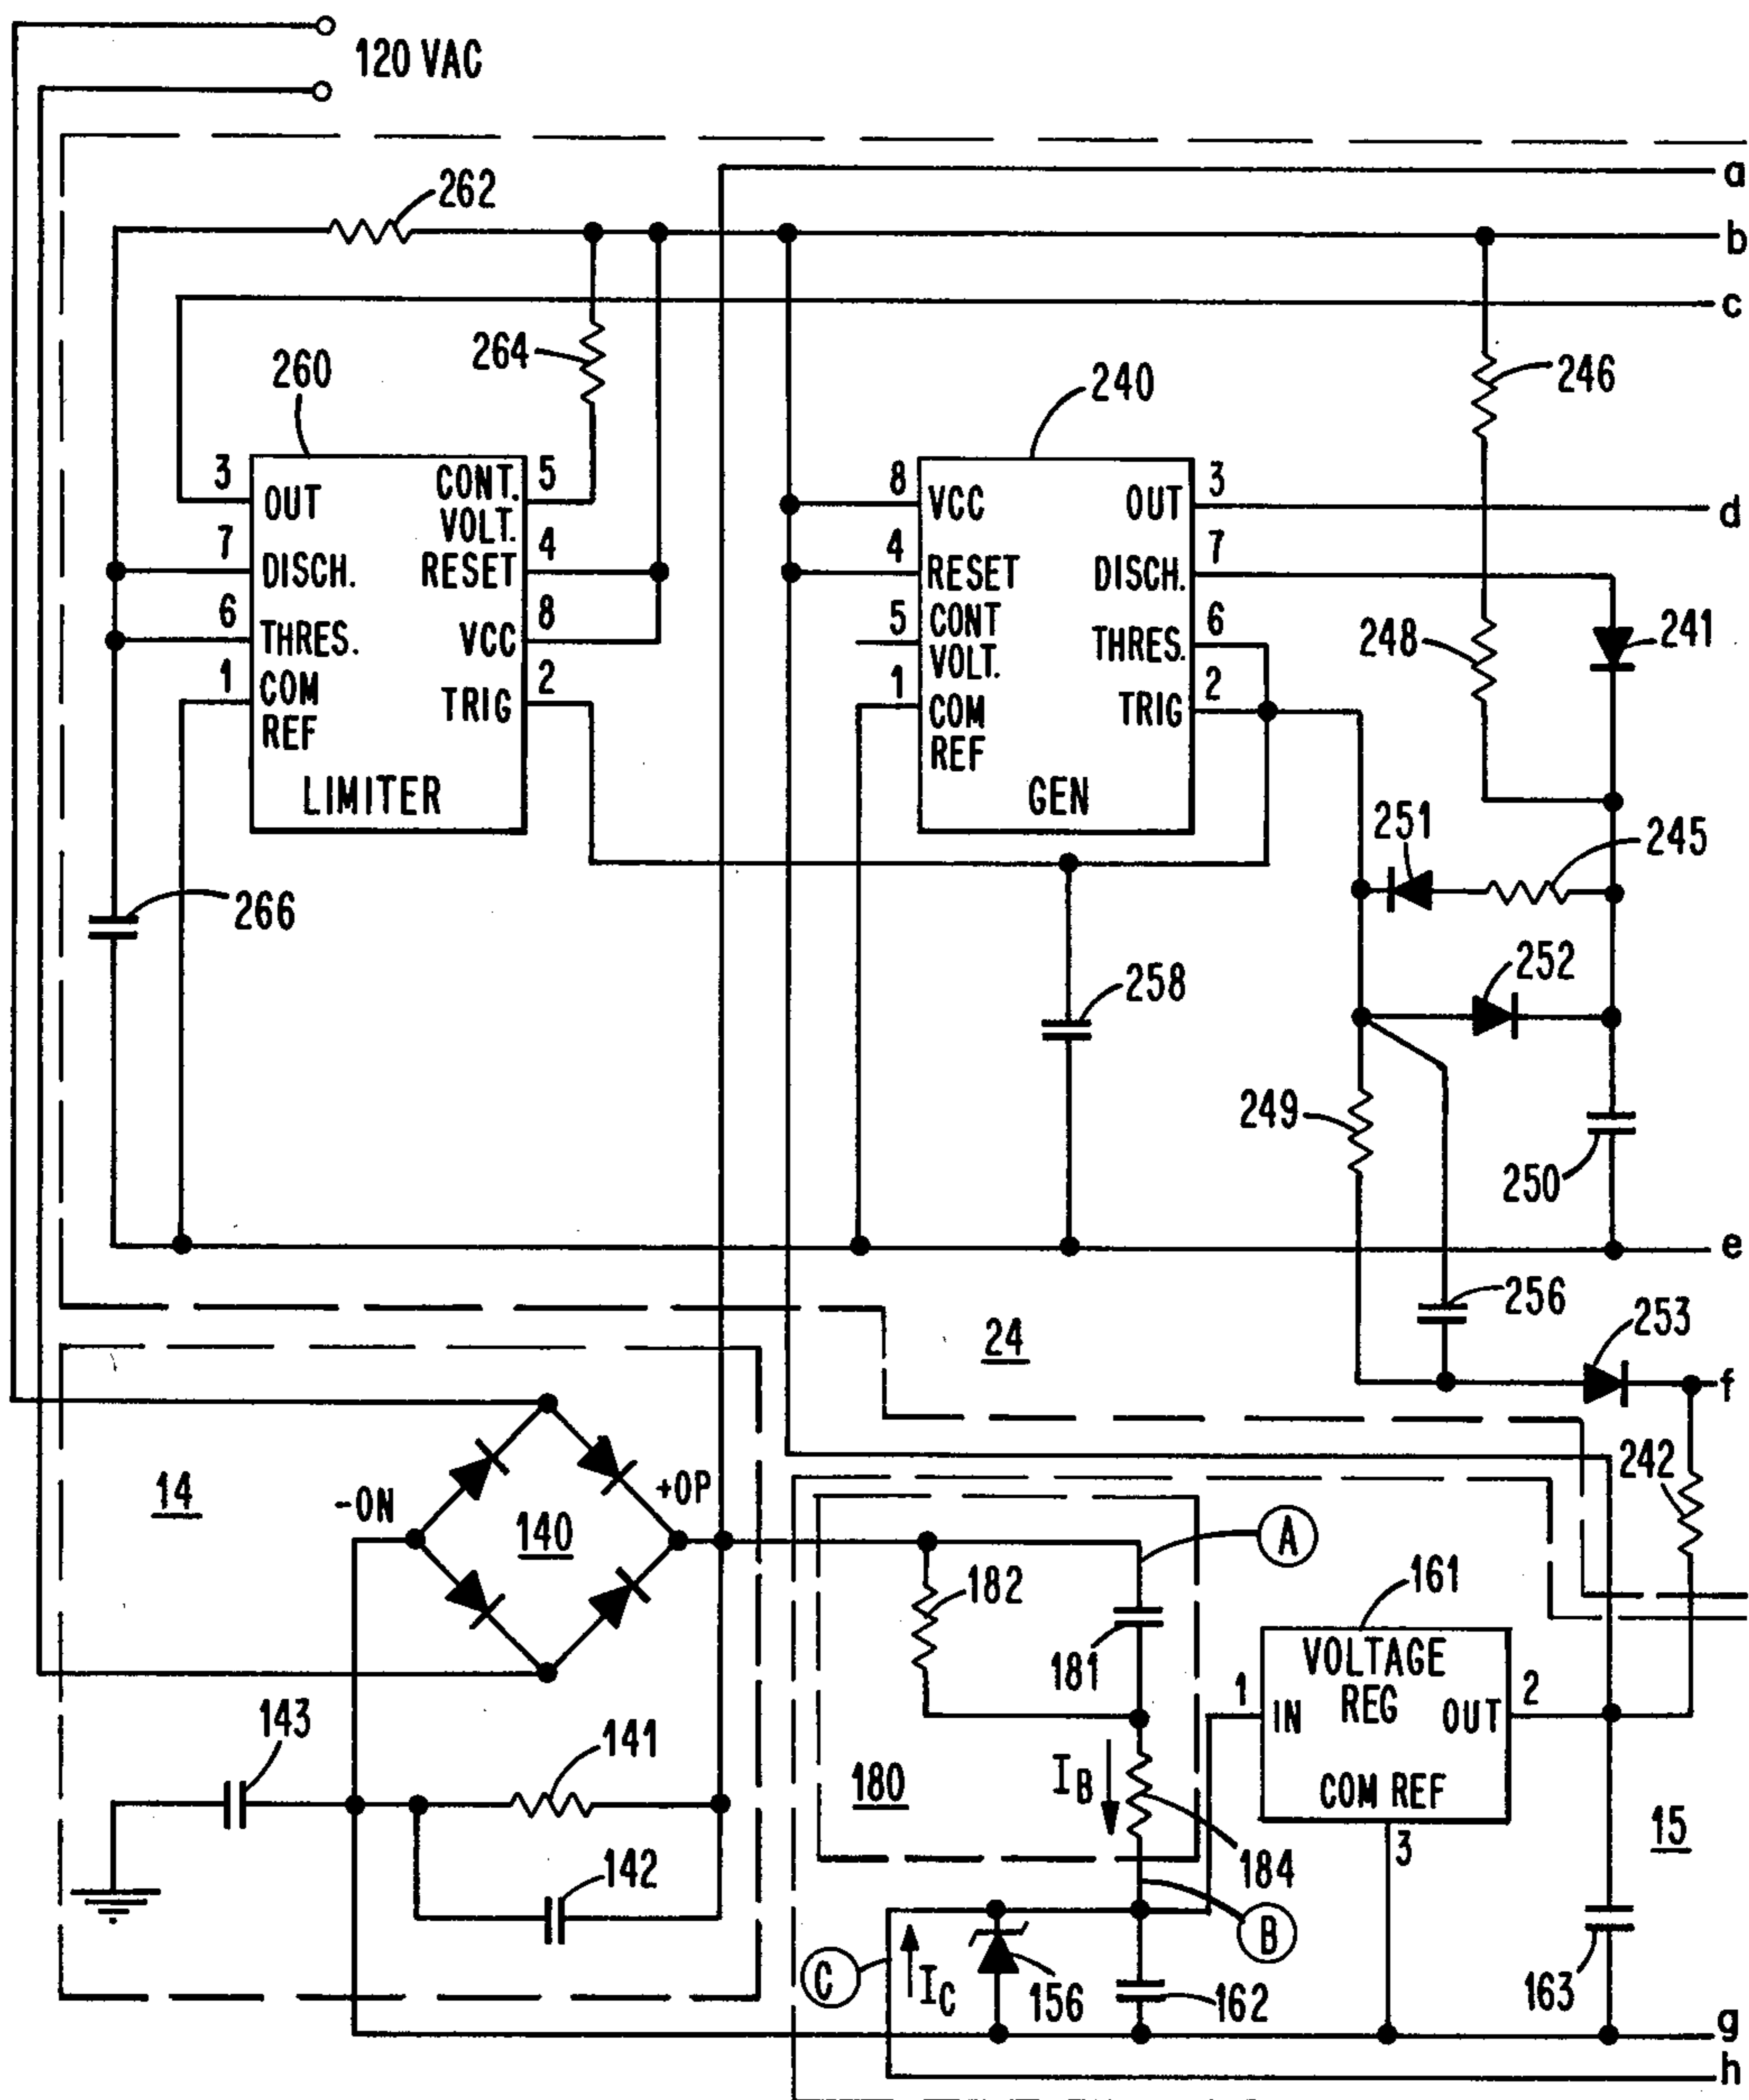 120 VAC
a
262
b
c
264
260
240
246
3
OUT
CONT.
VOLT.
5
7
DISCH.
RESET
4
6
THRES.
VCC
8
1
COM
REF
TRIG
2
LIMITER
8
VCC
OUT
3
d
4
RESET
DISCH.
7
5
CONT
VOLT.
THRES.
6
1
COM
REF
TRIG
2
GEN
248
241
251
245
266
252
258
249
250
e
256
253
24
f
14
-ON
140
+OP
242
A
182
181
161
VOLTAGE
REG
1
IN
OUT
2
COM REF
3
143
141
142
180
IB
184
15
B
C
IC
156
162
163
g
h